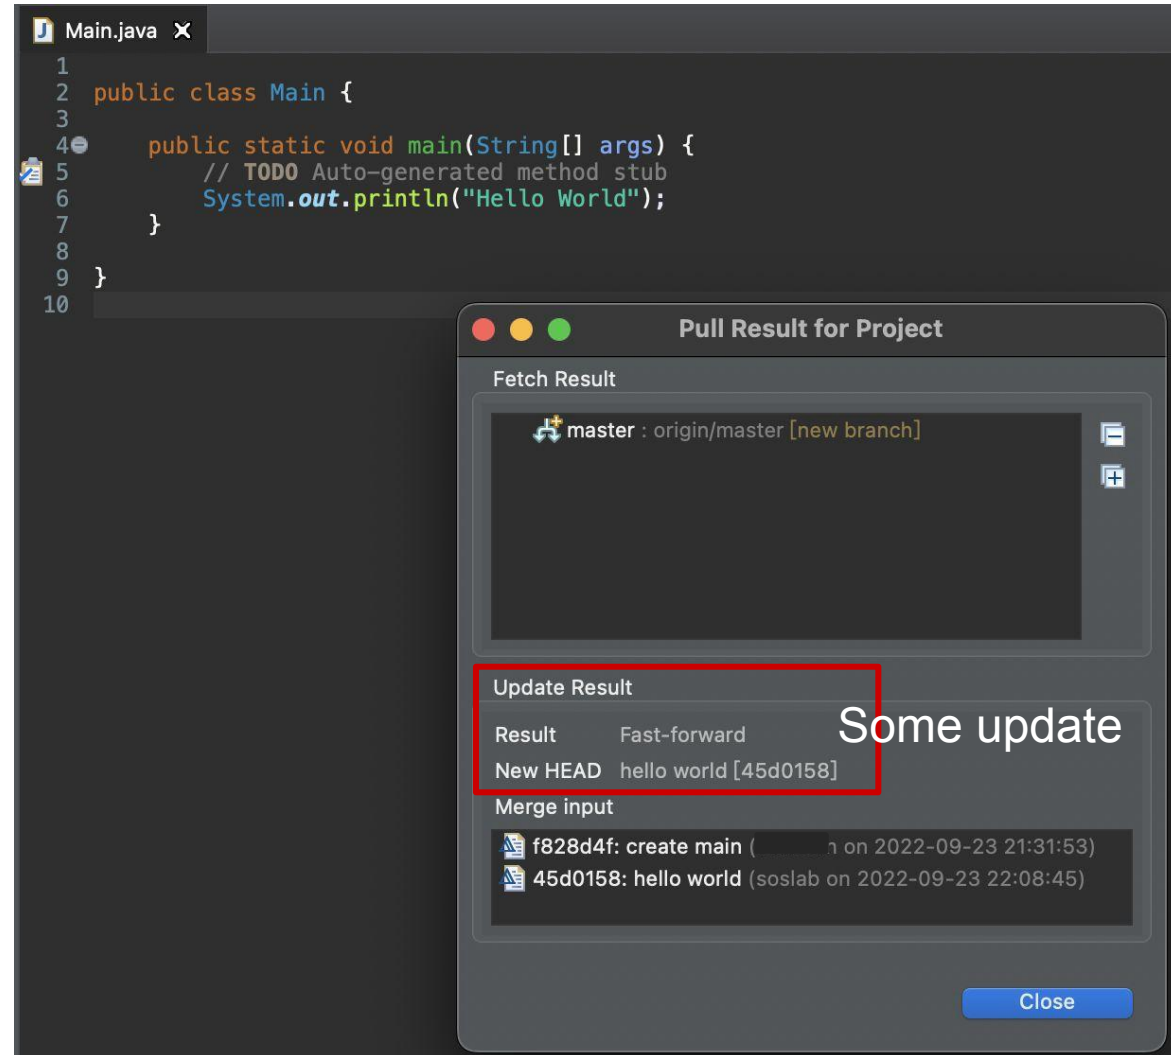 Main.java
1
2 public class Main {
3
4 public static void main(String[] args) {
5 // TODO Auto-generated method stub
6 System.out.println("Hello World");
7 }
8
9 }
10
Pull Result for Project
Fetch Result
master : origin/master [new branch]
Update Result
Result Fast-forward
Some update
New HEAD hello world [45d0158]
Merge input
f828d4f: create main ( n on 2022-09-23 21:31:53)
45d0158: hello world (soslab on 2022-09-23 22:08:45)
Close